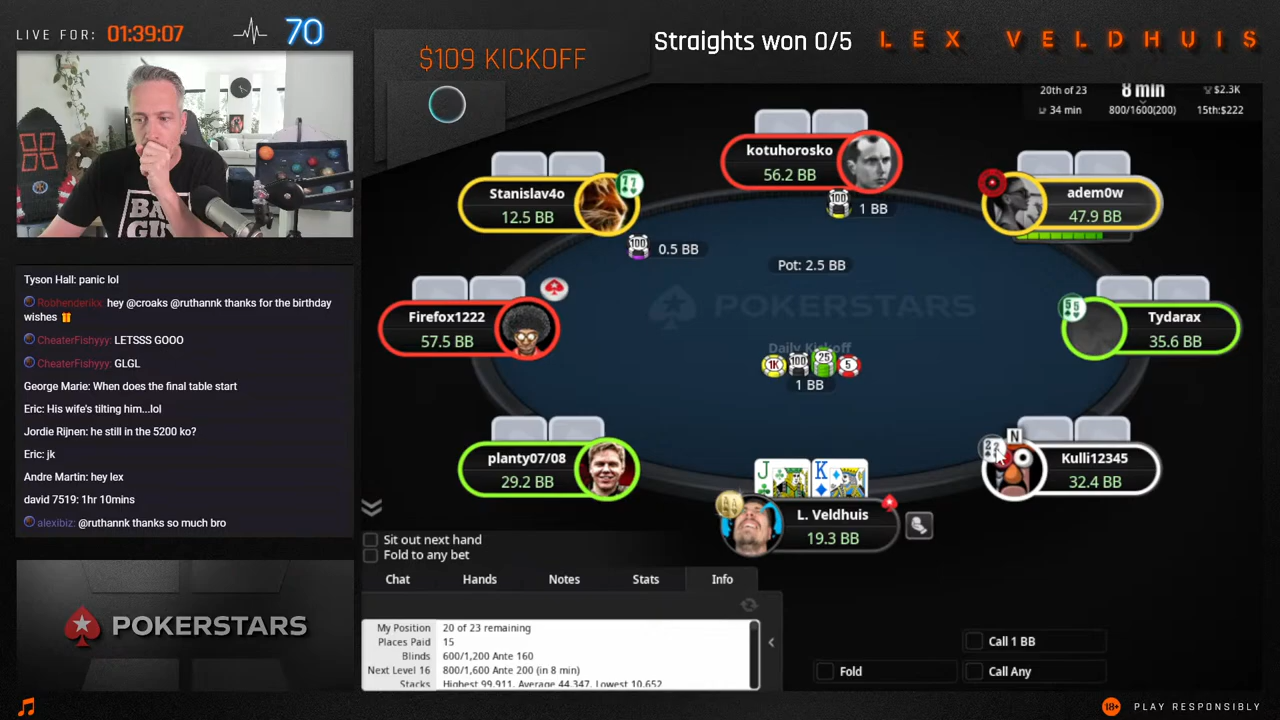 LIVE FOR: 01:39:07
70
$109 KICKOFF
Straights won 0/5
LEX VELDHUIS
20th of 23
34 min
8 min
800/1600(200)
$2.3K
15th:$222
kotuhorosko
56.2 BB
1 BB
Stanislav4o
12.5 BB
0.5 BB
adem0w
47.9 BB
Pot: 2.5 BB
POKERSTARS
Daily Kickoff
1 BB
Firefox1222
57.5 BB
Tydarax
35.6 BB
planty07/08
29.2 BB
J K
L. Veldhuis
19.3 BB
N
Kulli12345
32.4 BB
Tyson Hall: panic lol
Robhenderikx: hey @croaks @ruthannk thanks for the birthday
wishes
CheaterFishyyy: LETSSS GOOO
CheaterFishyyy: GLGL
George Marie: When does the final table start
Eric: His wife's tilting him...lol
Jordie Rijnen: he still in the 5200 ko?
Eric: jk
Andre Martin: hey lex
david 7519: 1hr 10mins
alexibiz: @ruthannk thanks so much bro
POKERSTARS
Sit out next hand
Fold to any bet
Chat Hands Notes Stats Info
My Position 20 of 23 remaining
Places Paid 15
Blinds 600/1,200 Ante 160
Next Level 16 800/1,600 Ante 200 (in 8 min)
Stacks Highest 99,911, Average 44,347, Lowest 10,652
Call 1 BB
Fold
Call Any
18+ PLAY RESPONSIBLY